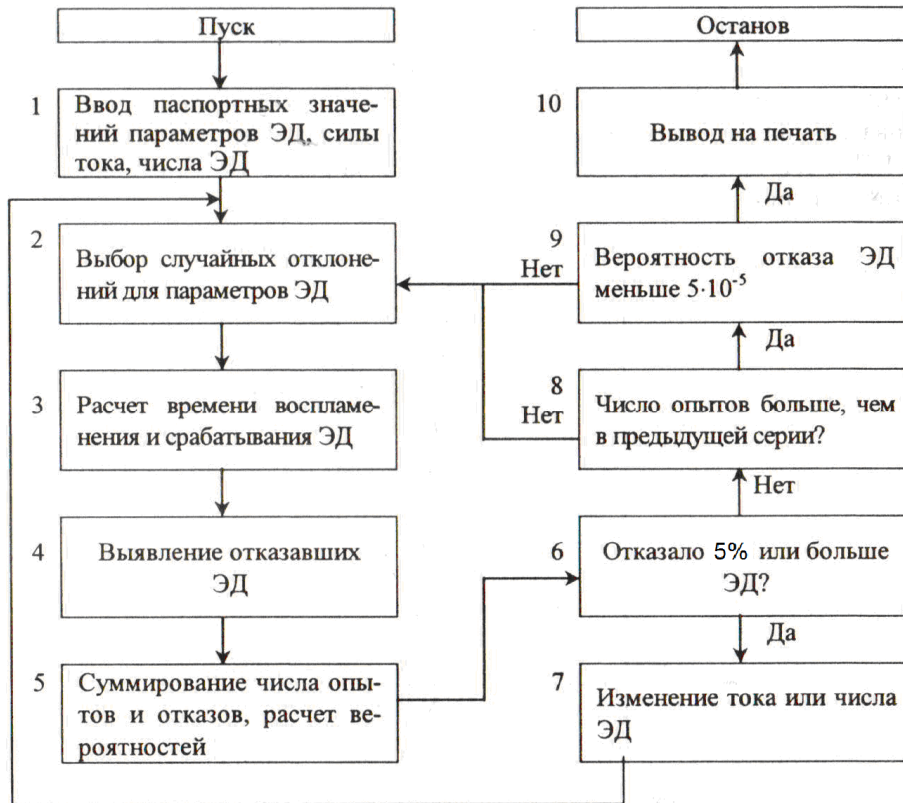 Пуск
1
Ввод паспортных значе-
ний параметров ЭД, силы
тока, числа ЭД
2
Выбор случайных отклоне-
ний для параметров ЭД
3
Расчет времени воспламе-
нения и срабатывания ЭД
4
Выявление отказавших
ЭД
5
Суммирование числа опы-
тов и отказов, расчет ве-
роятностей
Останов
10
Вывод на печать
Да
9
Нет
Вероятность отказа ЭД
меньше 5·10⁻⁵
Да
8
Нет
Число опытов больше, чем
в предыдущей серии?
Нет
6
Отказало 5% или больше
ЭД?
Да
7
Изменение тока или числа
ЭД